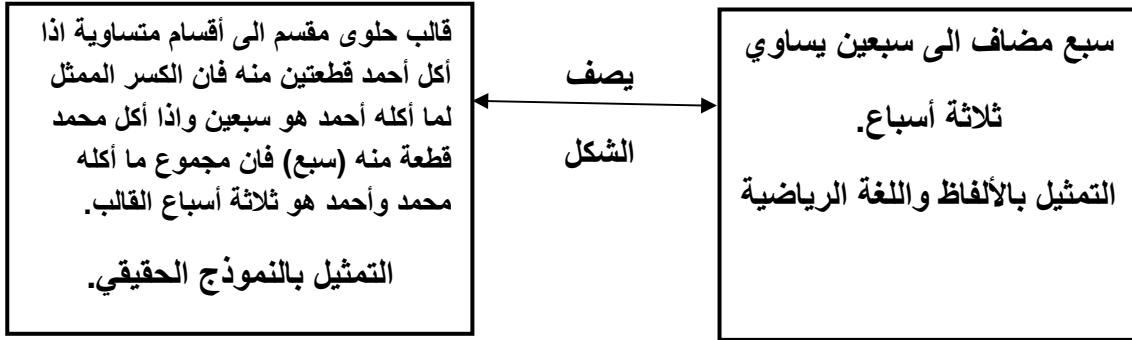 سبع مضاف الى سبعين يساوي
ثلاثة أسباع.
التمثيل بالألفاظ واللغة الرياضية
يصف
الشكل
قالب حلوى مقسم الى أقسام متساوية اذا
أكل أحمد قطعتين منه فان الكسر الممثل
لما أكله أحمد هو سبعين واذا أكل محمد
قطعة منه (سبع) فان مجموع ما أكله
محمد وأحمد هو ثلاثة أسباع القالب.
التمثيل بالنموذج الحقيقي.